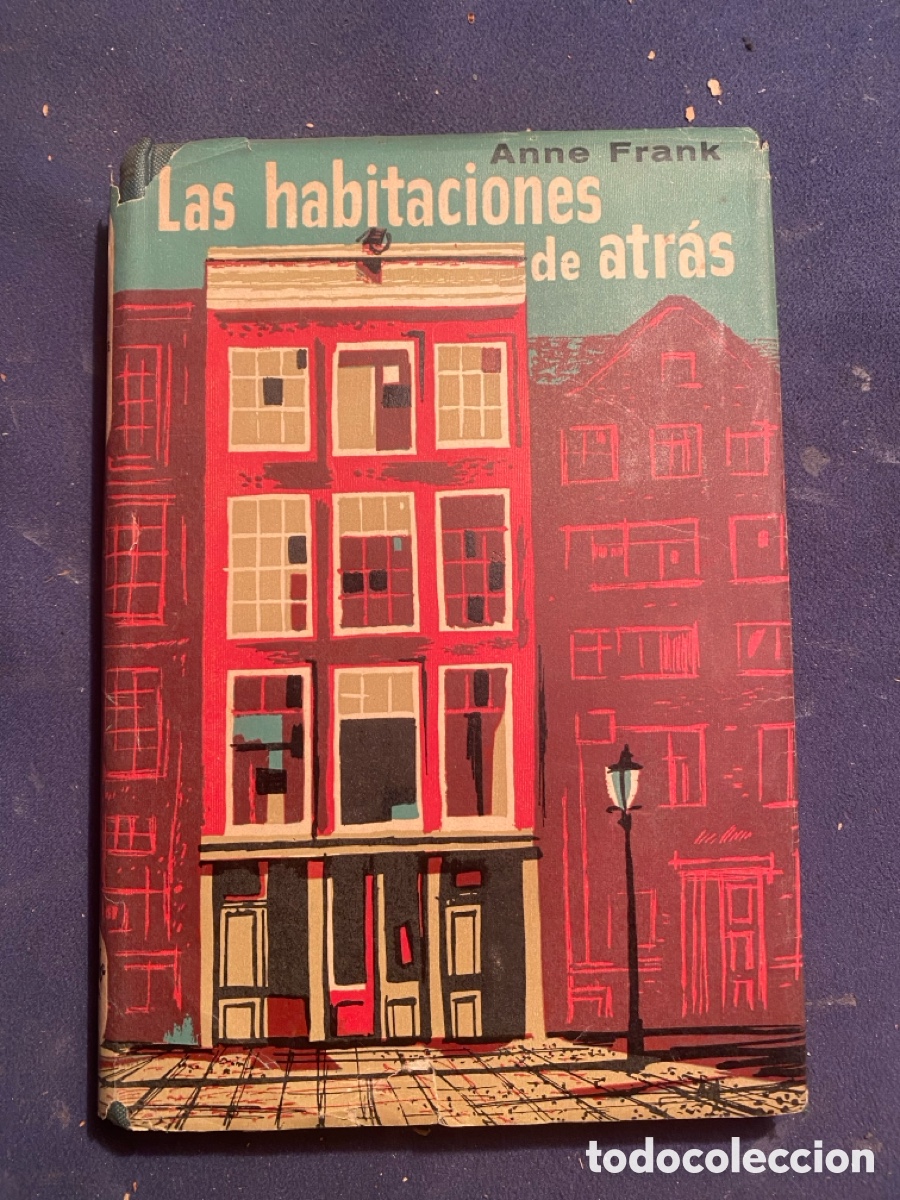 Anne Frank
Las habitaciones
de atrás
todocoleccion